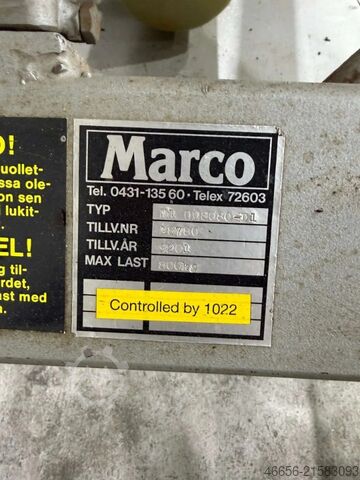 O!
uollet-
ssa ole-
on sen
i lukit-
Marco
Tel. 0431-135 60 · Telex 72603
TYP
TILLV.NR
TILLV.ÅR
MAX LAST
EL!
g til-
rdet,
ast med
Controlled by 1022
46656-21583093